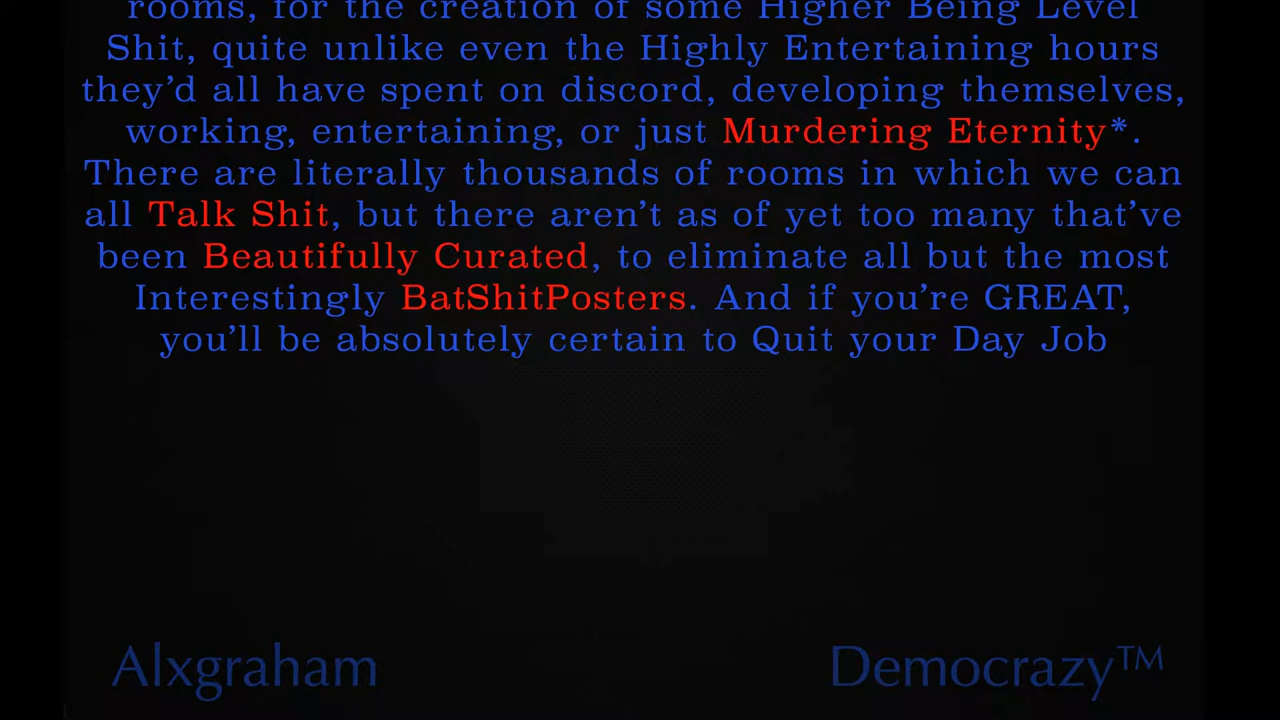 rooms, for the creation of some Higher Being Level
Shit, quite unlike even the Highly Entertaining hours
they’d all have spent on discord, developing themselves,
working, entertaining, or just Murdering Eternity*.
There are literally thousands of rooms in which we can
all Talk Shit, but there aren’t as of yet too many that’ve
been Beautifully Curated, to eliminate all but the most
Interestingly BatShitPosters. And if you’re GREAT,
you’ll be absolutely certain to Quit your Day Job
Alxgraham
Democrazy™